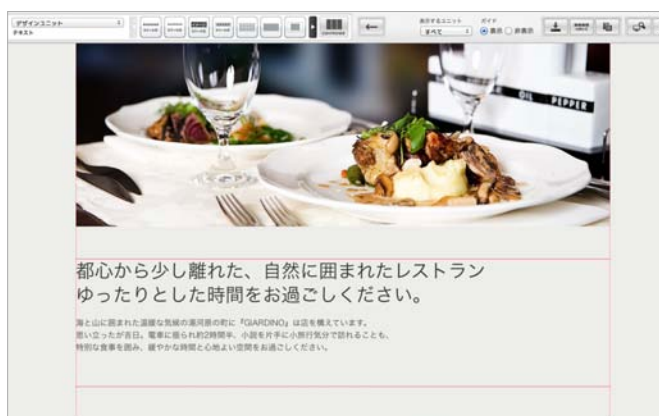 デザインユニット
テキスト
表示するユニット
すべて
ガイド
表示 非表示
OIL PEPPER
都心から少し離れた、自然に囲まれたレストラン
ゆったりとした時間をお過ごしください。
海と山に囲まれた温暖な気候の湯河原の町に『GIARDINO』は店を構えています。
思い立ったが吉日。電車に揺られ約2時間半、小説を片手に小旅行気分で訪れることも、
特別な食事を囲み、緩やかな時間と心地よい空間をお過ごしください。